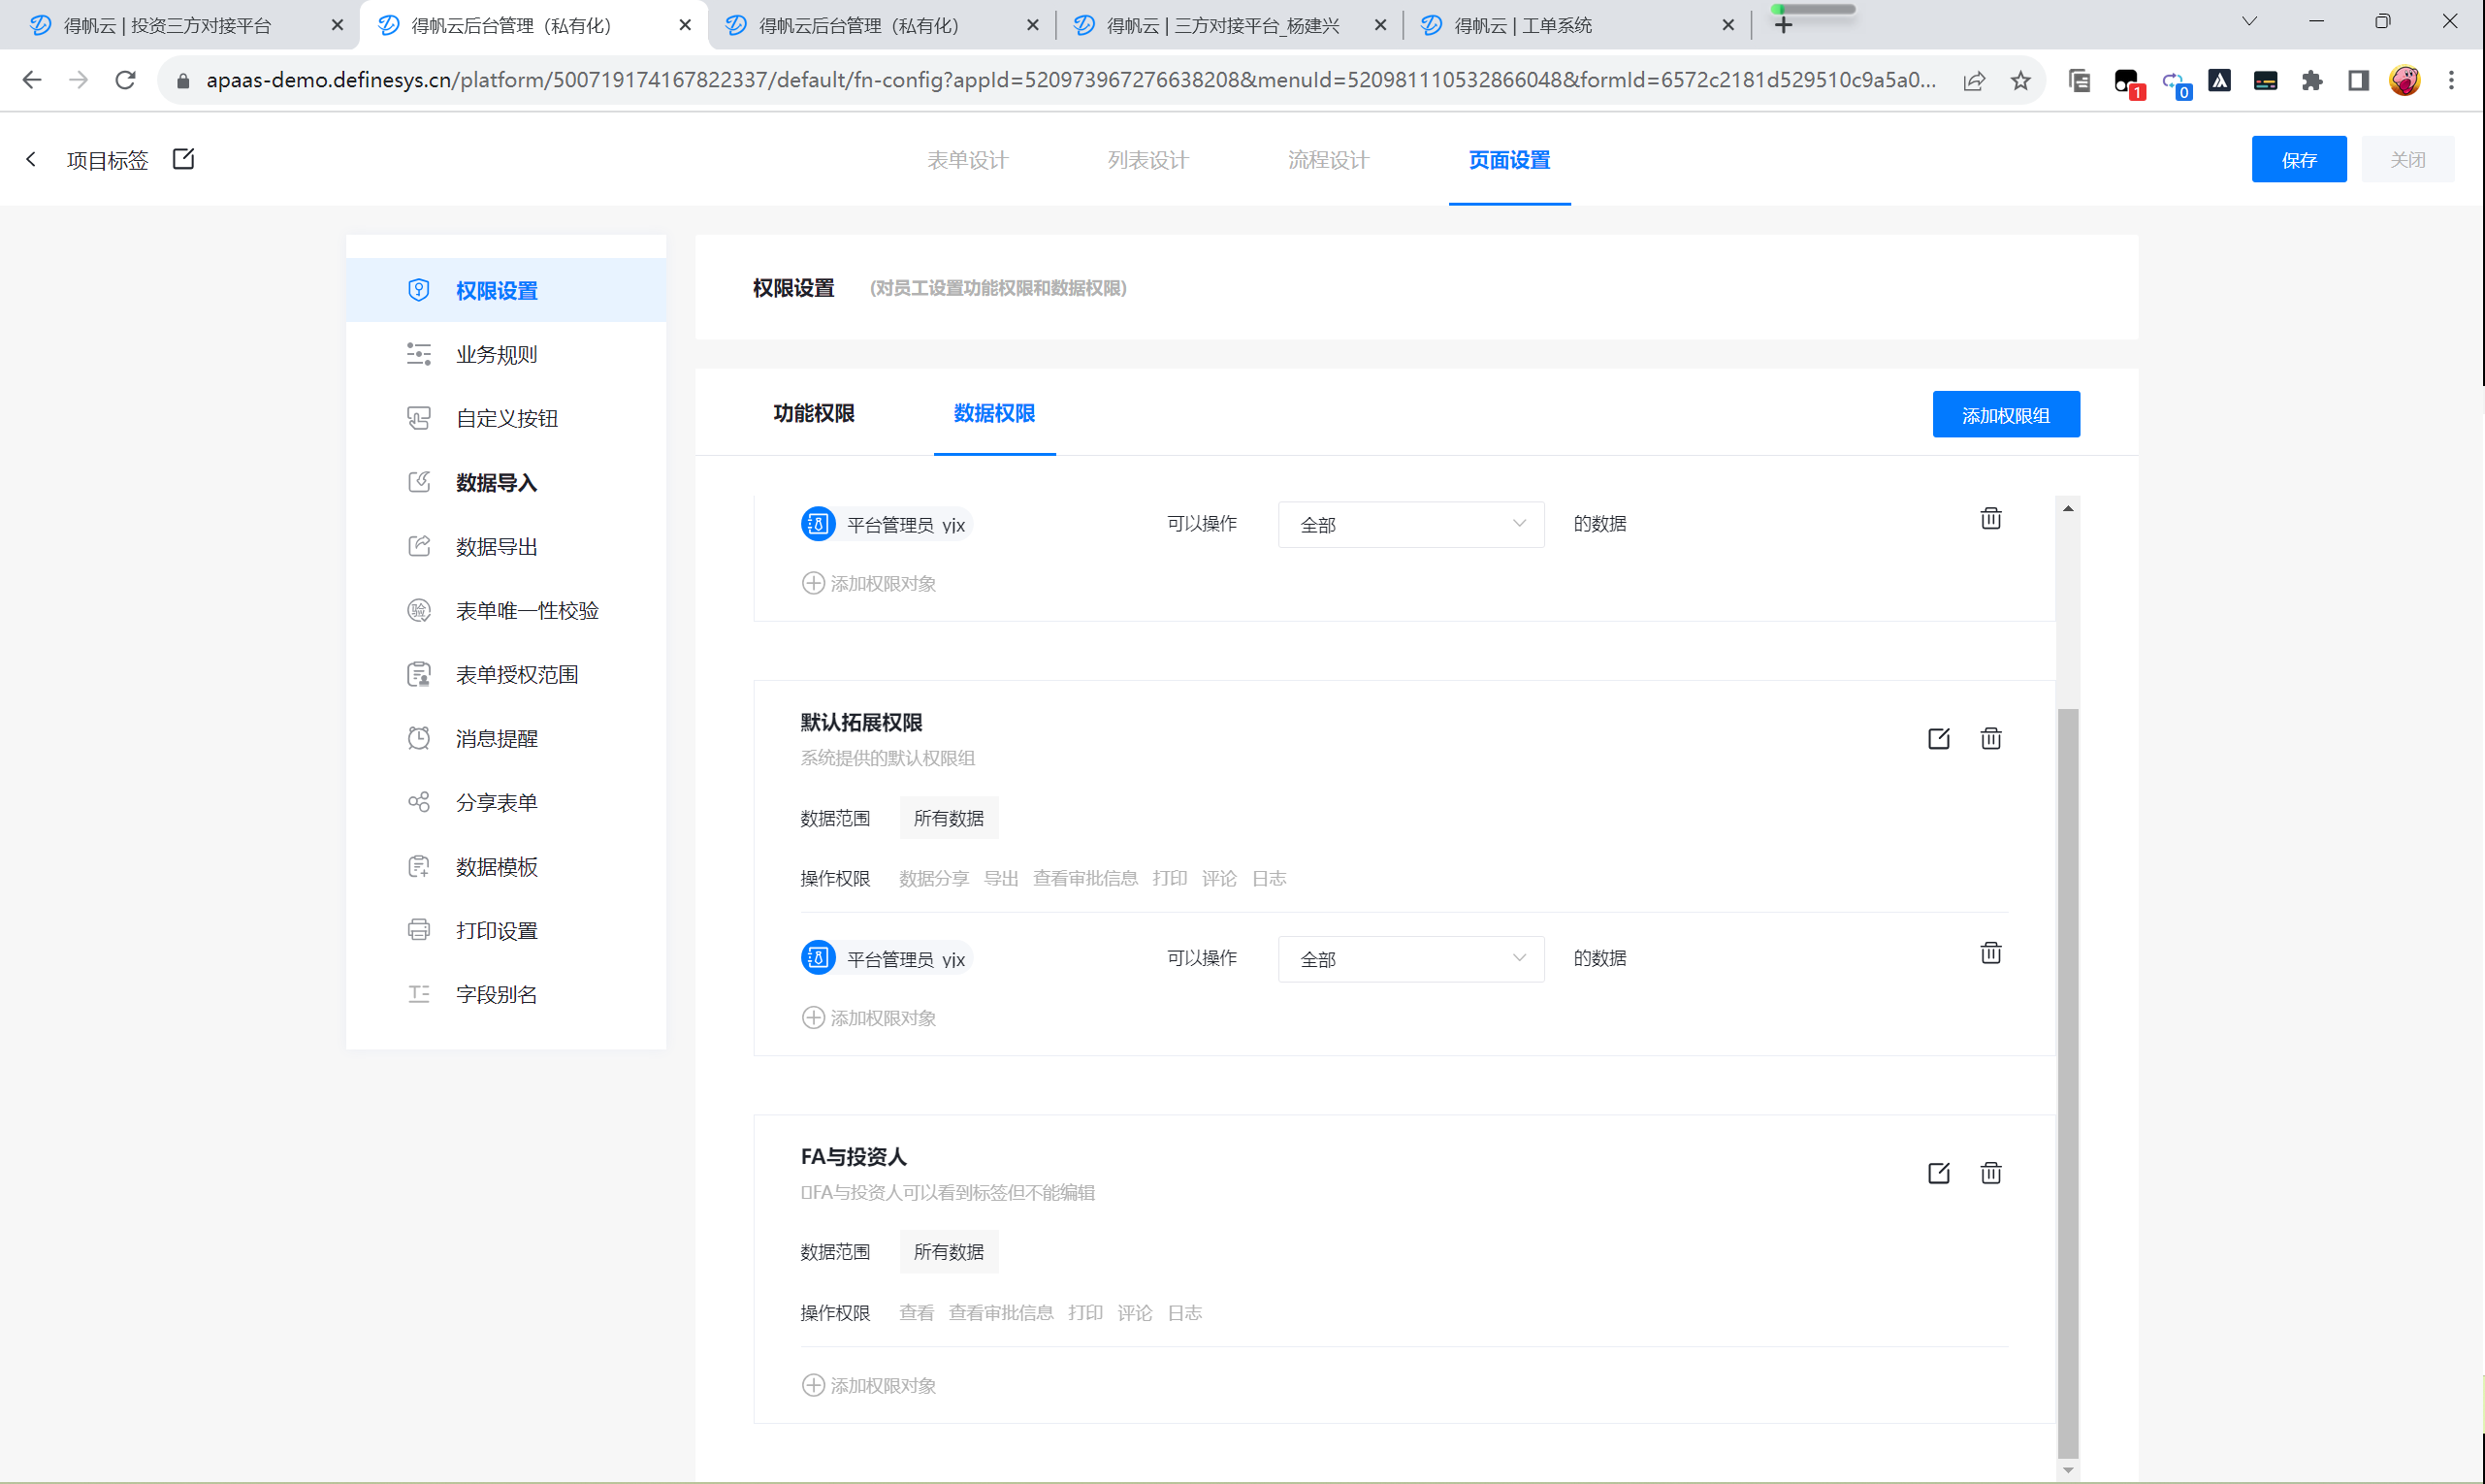 得帆云 | 投资三方对接平台
得帆云后台管理（私有化）
得帆云后台管理（私有化）
得帆云 | 三方对接平台_杨建兴
得帆云 | 工单系统
apaas-demo.definesys.cn/platform/500719174167822337/default/fn-config?appId=520973967276638208&menuId=520981110532866048&formId=6572c2181d529510c9a5a0...
1
0
项目标签
表单设计
列表设计
流程设计
页面设置
保存
关闭
权限设置
业务规则
自定义按钮
数据导入
数据导出
验
表单唯一性校验
表单授权范围
消息提醒
分享表单
数据模板
打印设置
字段别名
权限设置 (对员工设置功能权限和数据权限)
功能权限
数据权限
添加权限组
平台管理员 yjx 可以操作 全部 的数据
添加权限对象
默认拓展权限
系统提供的默认权限组
数据范围 所有数据
操作权限 数据分享 导出 查看审批信息 打印 评论 日志
平台管理员 yjx 可以操作 全部 的数据
添加权限对象
FA与投资人
FA与投资人可以看到标签但不能编辑
数据范围 所有数据
操作权限 查看 查看审批信息 打印 评论 日志
添加权限对象